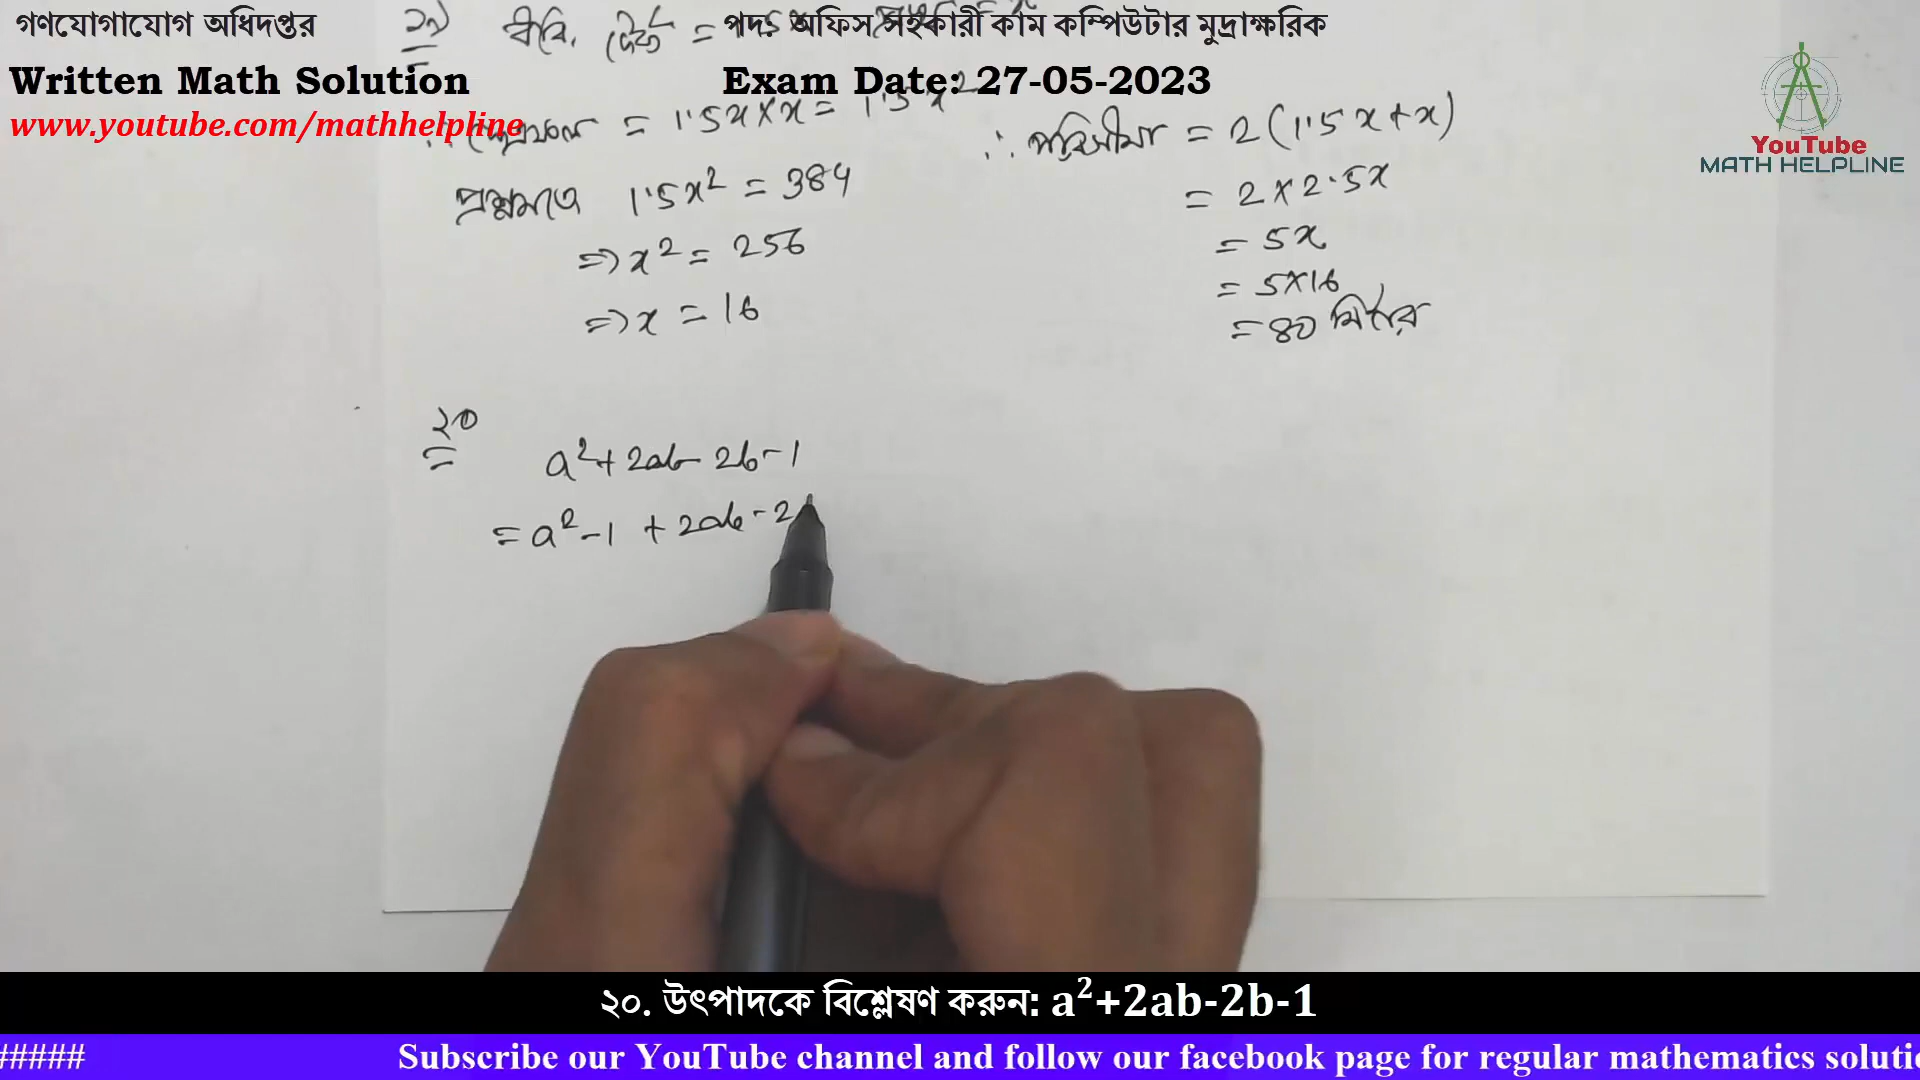 গণযোগাযোগ অধিদপ্তর
পদঃ অফিস সহকারী কাম কম্পিউটার মুদ্রাক্ষরিক
Written Math Solution
Exam Date: 27-05-2023
www.youtube.com/mathhelpline
YouTube
MATH HELPLINE
= 1.5x × x = 1.5x²
প্রশ্নমতে 1.5x² = 384
⇒ x² = 256
⇒ x = 16
∴ পরিসীমা = 2(1.5x+x)
= 2×2.5x
= 5x
= 5×16
= 80 মিটার
২০
a²+2ab-2b-1
= a²-1 +2ab-2
২০. উৎপাদকে বিশ্লেষণ করুন: a²+2ab-2b-1
##### Subscribe our YouTube channel and follow our facebook page for regular mathematics soluti